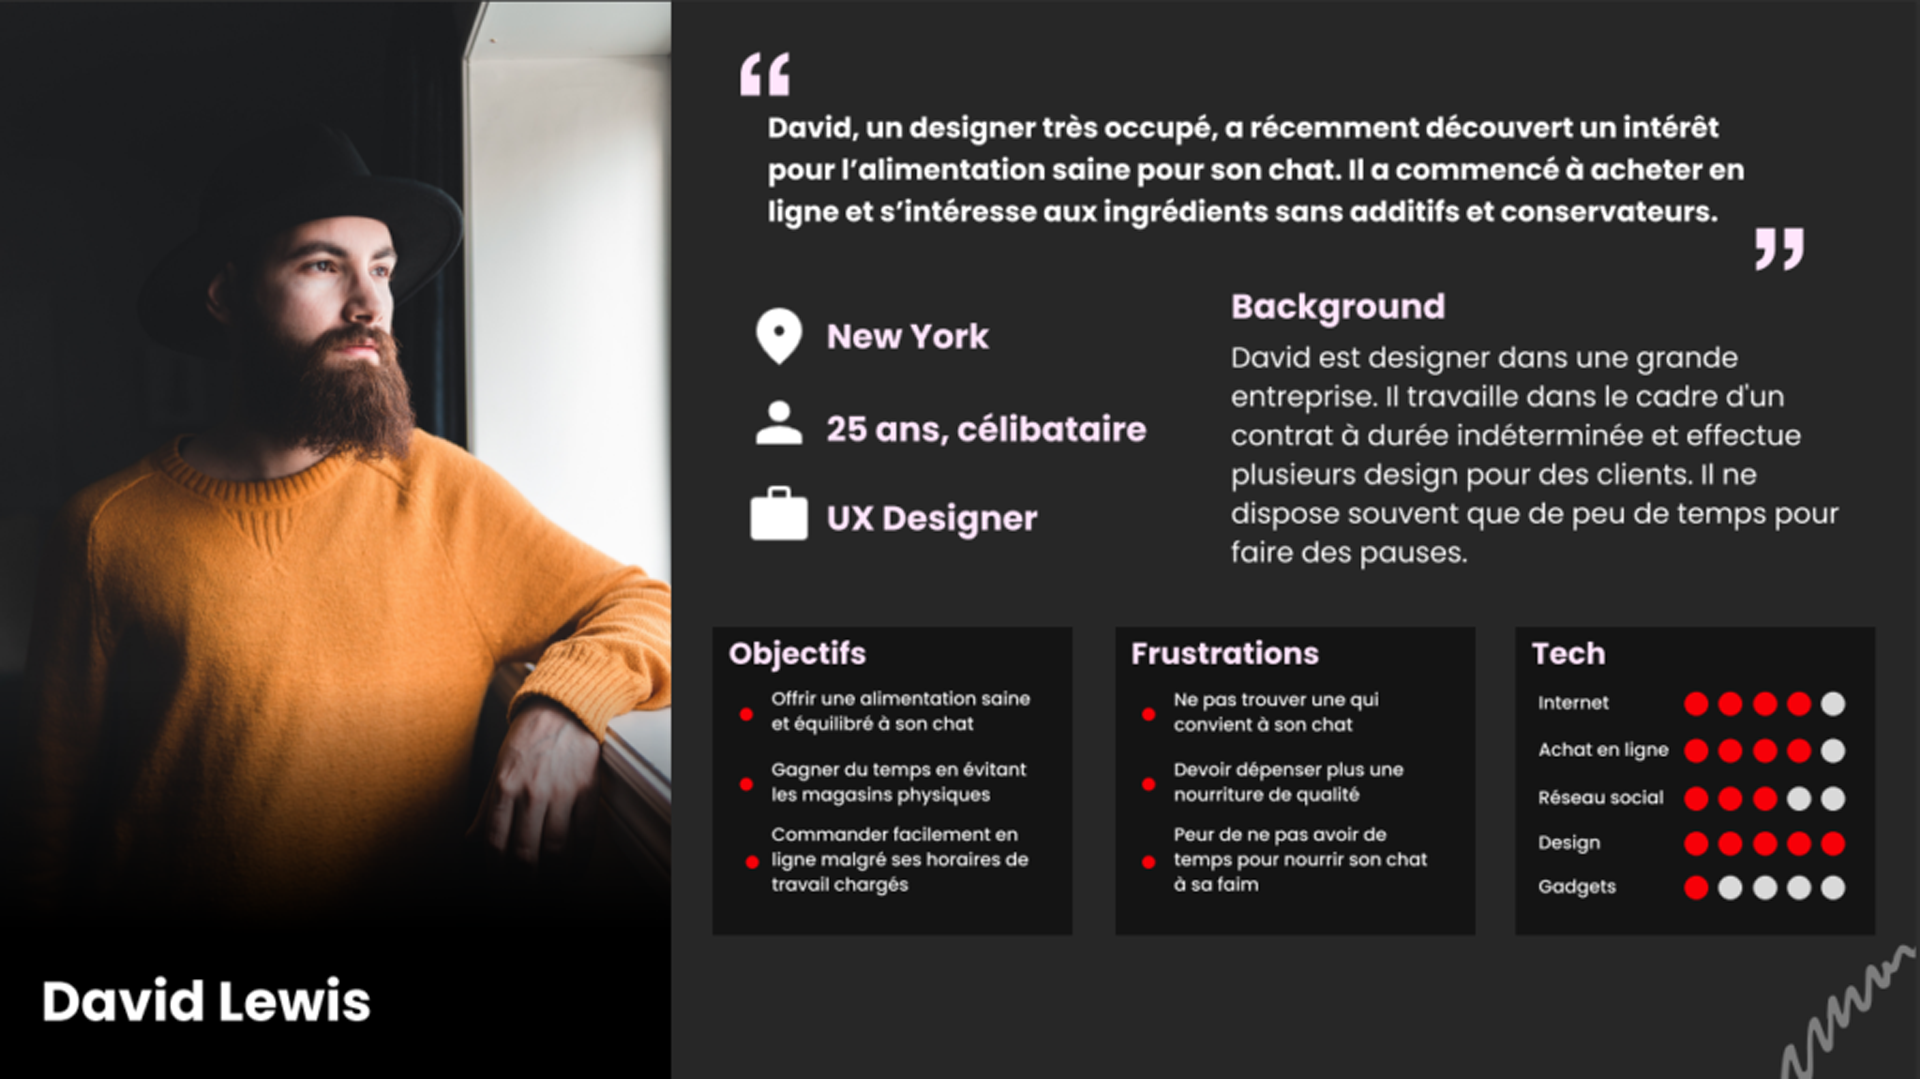 “
David, un designer très occupé, a récemment découvert un intérêt
pour l’alimentation saine pour son chat. Il a commencé à acheter en
ligne et s’intéresse aux ingrédients sans additifs et conservateurs.
”
New York
25 ans, célibataire
UX Designer
Background
David est designer dans une grande
entreprise. Il travaille dans le cadre d'un
contrat à durée indéterminée et effectue
plusieurs design pour des clients. Il ne
dispose souvent que de peu de temps pour
faire des pauses.
Objectifs
Offrir une alimentation saine
et équilibré à son chat
Gagner du temps en évitant
les magasins physiques
Commander facilement en
ligne malgré ses horaires de
travail chargés
Frustrations
Ne pas trouver une qui
convient à son chat
Devoir dépenser plus une
nourriture de qualité
Peur de ne pas avoir de
temps pour nourrir son chat
à sa faim
Tech
Internet
Achat en ligne
Réseau social
Design
Gadgets
David Lewis